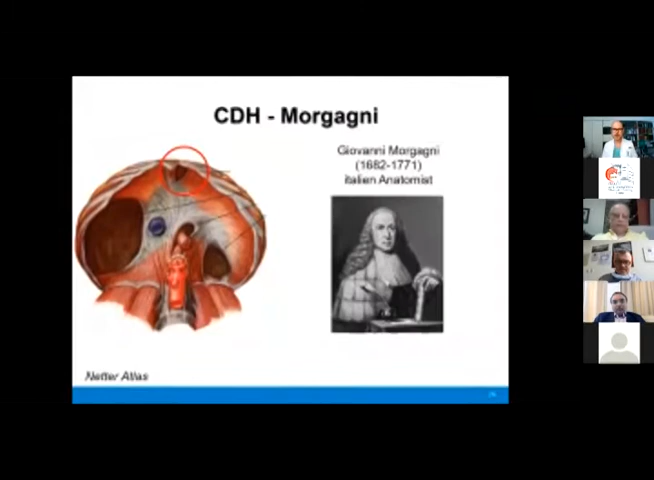 CDH - Morgagni
Giovanni Morgagni
(1682-1771)
italien Anatomist
Netter Atlas